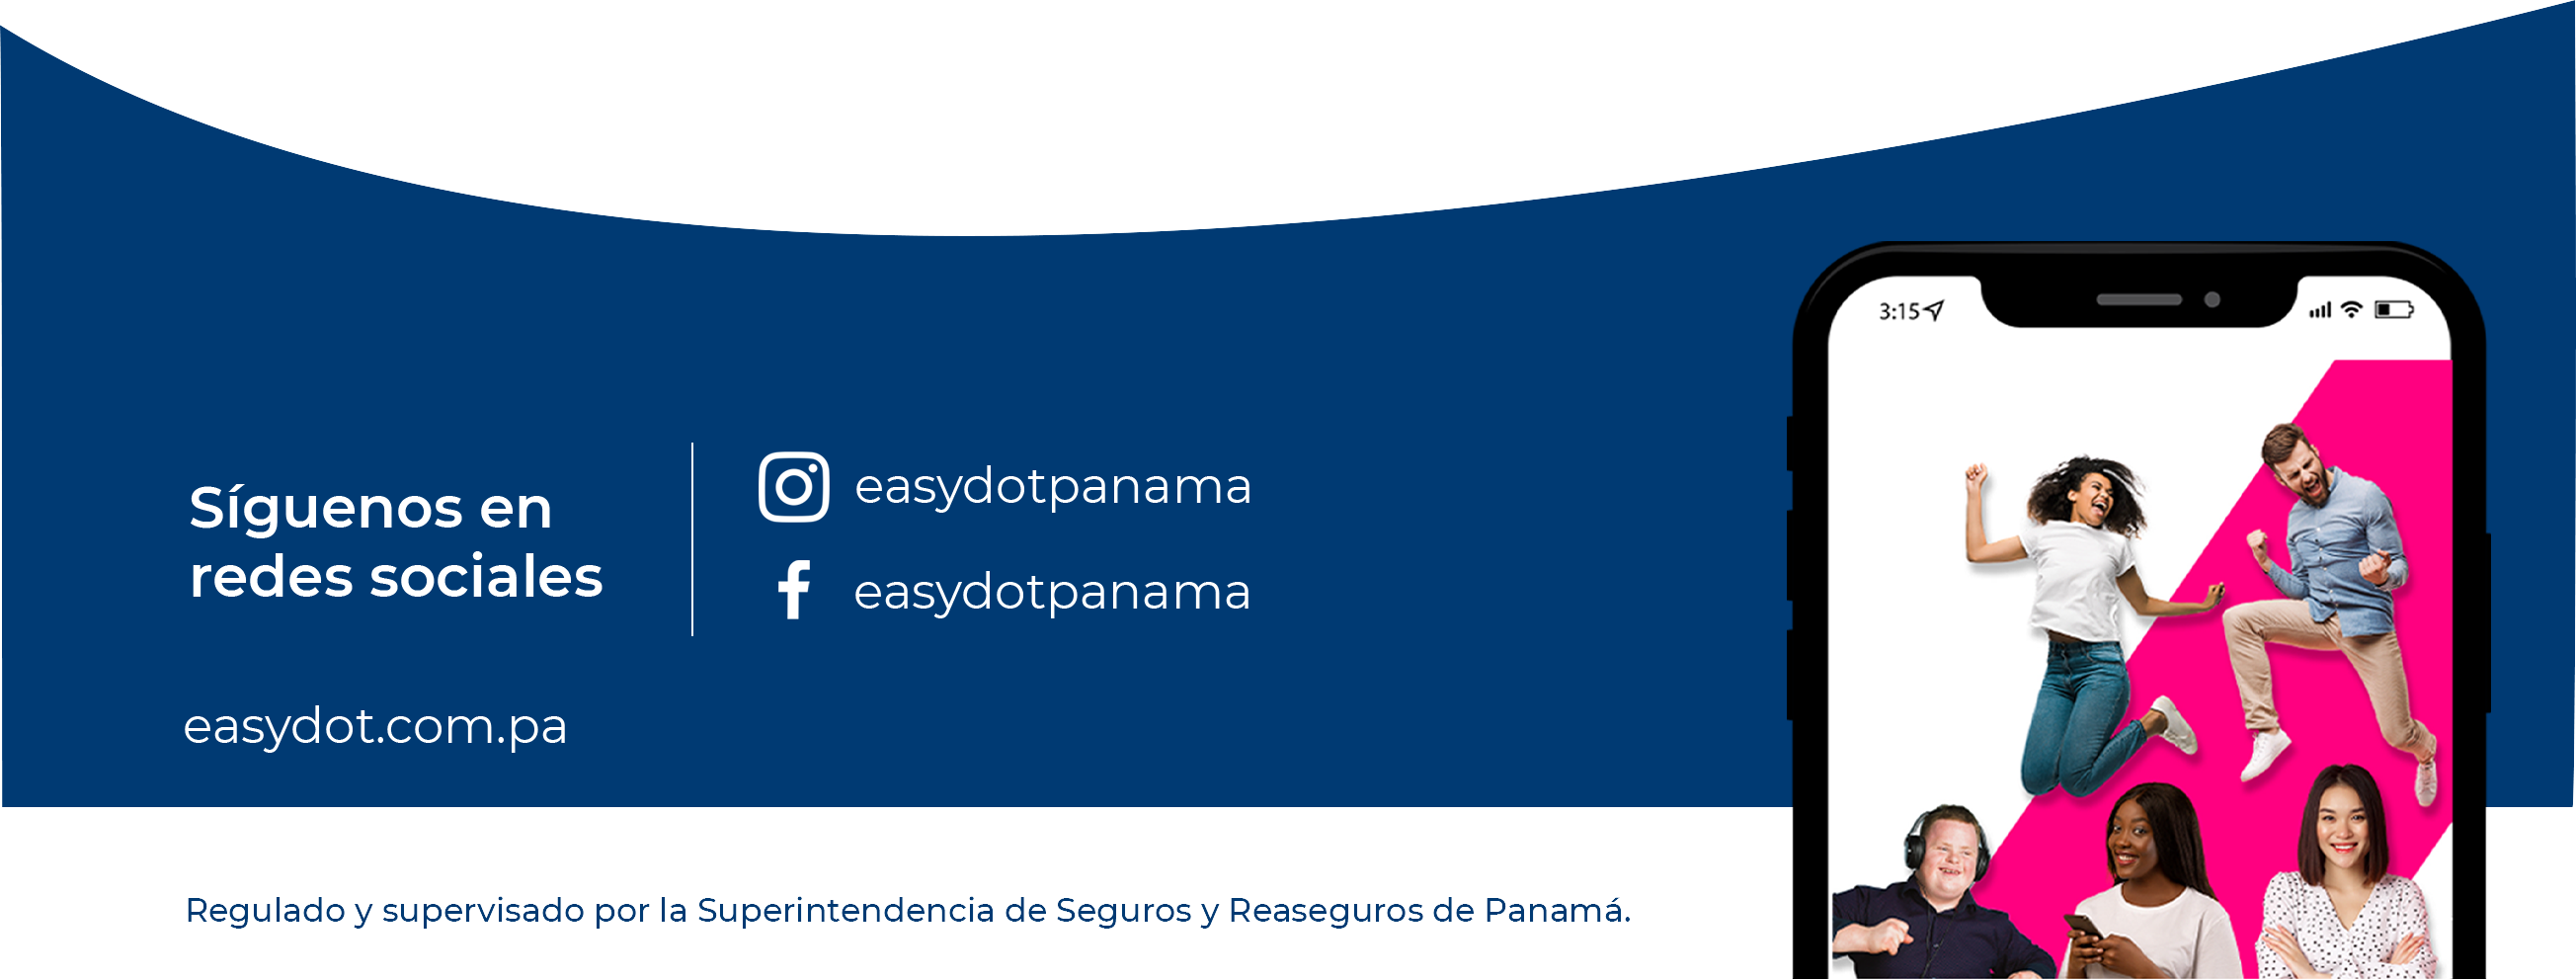 3:15
Síguenos en
redes sociales
easydotpanama
easydotpanama
easydot.com.pa
Regulado y supervisado por la Superintendencia de Seguros y Reaseguros de Panamá.